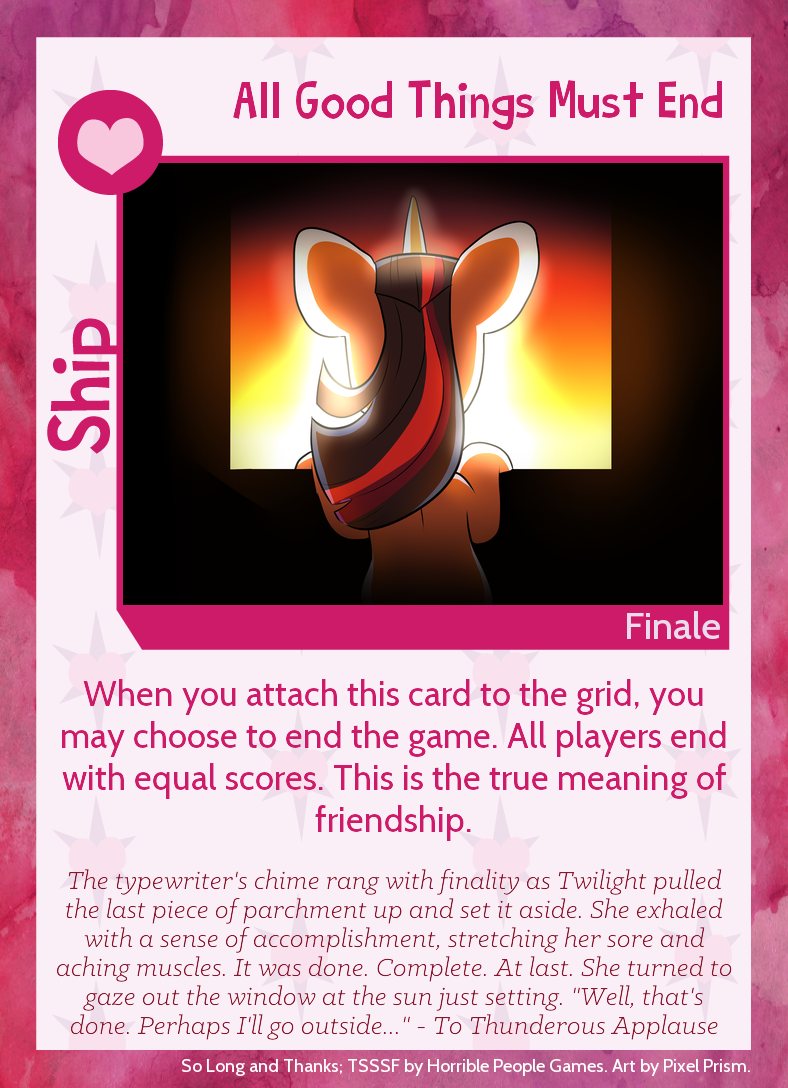 All Good Things Must End
Ship
Finale
When you attach this card to the grid, you
may choose to end the game. All players end
with equal scores. This is the true meaning of
friendship.
The typewriter's chime rang with finality as Twilight pulled
the last piece of parchment up and set it aside. She exhaled
with a sense of accomplishment, stretching her sore and
aching muscles. It was done. Complete. At last. She turned to
gaze out the window at the sun just setting. "Well, that's
done. Perhaps I'll go outside..." - To Thunderous Applause
So Long and Thanks; TSSSF by Horrible People Games. Art by Pixel Prism.